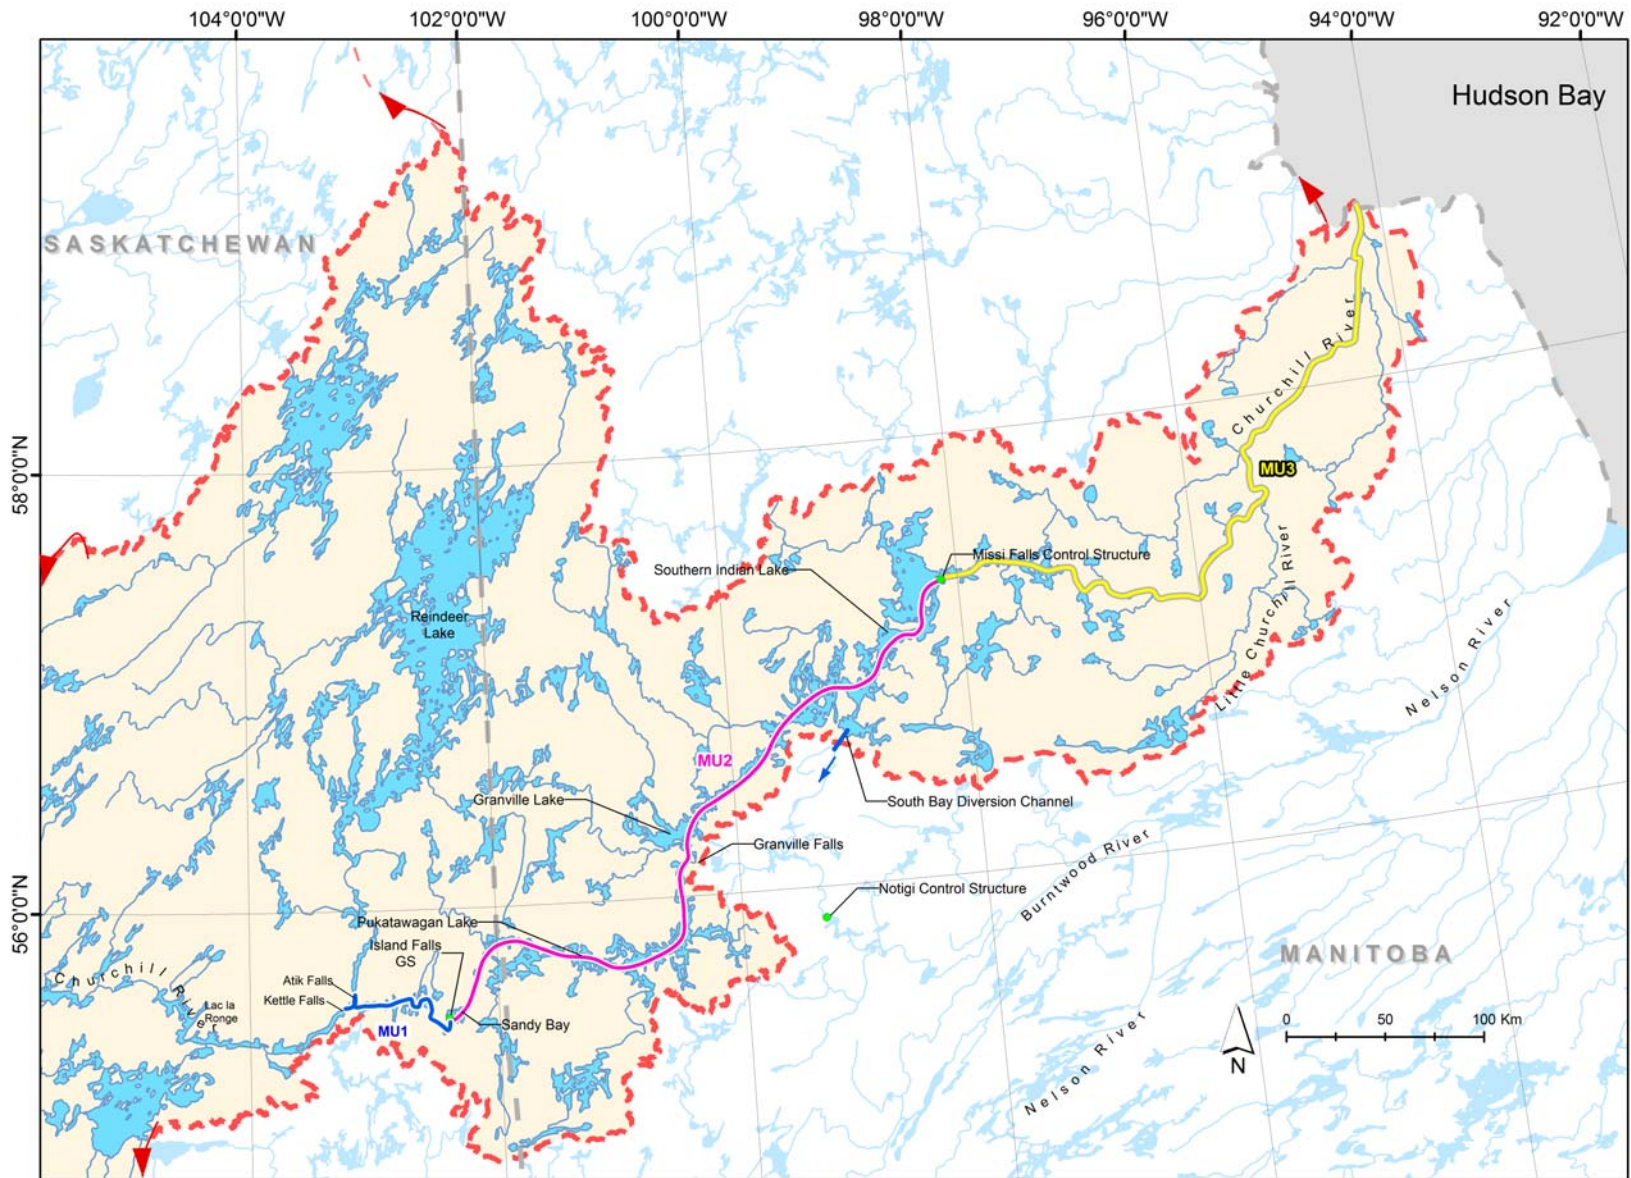 104°0'0"W
102°0'0"W
100°0'0"W
98°0'0"W
96°0'0"W
94°0'0"W
92°0'0"W
Hudson Bay
SASKATCHEWAN
Churchill River
58°0'0"N
MU3
Missi Falls Control Structure
Southern Indian Lake
Reindeer
Lake
Little Churchill River
Nelson River
MU2
Granville Lake
South Bay Diversion Channel
Granville Falls
Burntwood River
Notigi Control Structure
56°0'0"N
Pukatawagan Lake
Island Falls
GS
MANITOBA
Churchill River
Atik Falls
Kettle Falls
Lac la
Ronge
MU1
Sandy Bay
Nelson River
N
0 50 100 Km